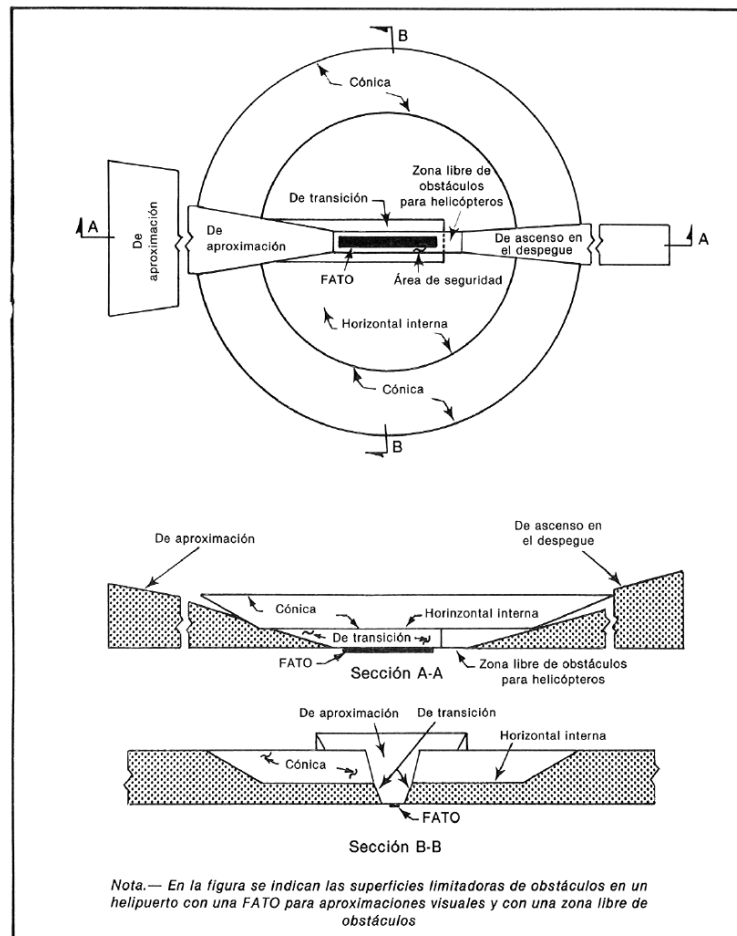 B
Cónica
Zona libre de
obstáculos
para helicópteros
De transición
A
De
aproximación
De
aproximación
De ascenso en
el despegue
A
FATO
Área de seguridad
Horizontal interna
Cónica
B
De ascenso en
el despegue
De aproximación
Cónica
Horinzontal interna
De transición
FATO
Zona libre de obstáculos
para helicópteros
Sección A-A
De aproximación
De transición
Horizontal interna
Cónica
FATO
Sección B-B
Nota.— En la figura se indican las superficies limitadoras de obstáculos en un
helipuerto con una FATO para aproximaciones visuales y con una zona libre de
obstáculos